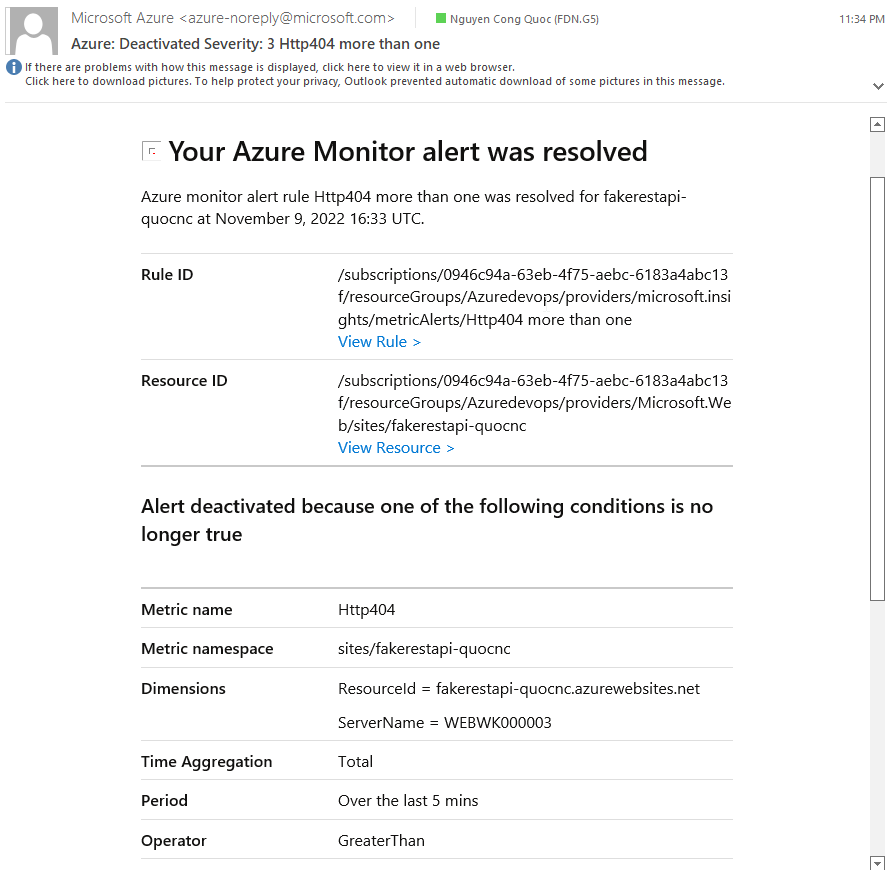 Microsoft Azure <azure-noreply@microsoft.com>
Nguyen Cong Quoc (FDN.G5)
11:34 PM
Azure: Deactivated Severity: 3 Http404 more than one
If there are problems with how this message is displayed, click here to view it in a web browser.
Click here to download pictures. To help protect your privacy, Outlook prevented automatic download of some pictures in this message.
Your Azure Monitor alert was resolved
Azure monitor alert rule Http404 more than one was resolved for fakerestapi-
quocnc at November 9, 2022 16:33 UTC.
Rule ID
/subscriptions/0946c94a-63eb-4f75-aebc-6183a4abc13
f/resourceGroups/Azuredevops/providers/microsoft.insi
ghts/metricAlerts/Http404 more than one
View Rule >
Resource ID
/subscriptions/0946c94a-63eb-4f75-aebc-6183a4abc13
f/resourceGroups/Azuredevops/providers/Microsoft.We
b/sites/fakerestapi-quocnc
View Resource >
Alert deactivated because one of the following conditions is no
longer true
Metric name
Http404
Metric namespace
sites/fakerestapi-quocnc
Dimensions
ResourceId = fakerestapi-quocnc.azurewebsites.net
ServerName = WEBWK000003
Time Aggregation
Total
Period
Over the last 5 mins
Operator
GreaterThan